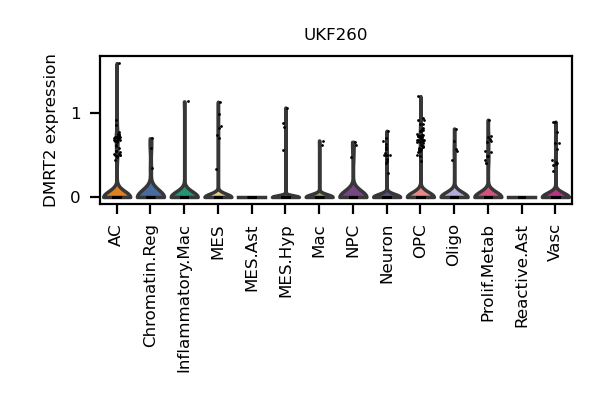 UKF260
DMRT2 expression
1
0
AC
Chromatin.Reg
Inflammatory.Mac
MES
MES.Ast
MES.Hyp
Mac
NPC
Neuron
OPC
Oligo
Prolif.Metab
Reactive.Ast
Vasc